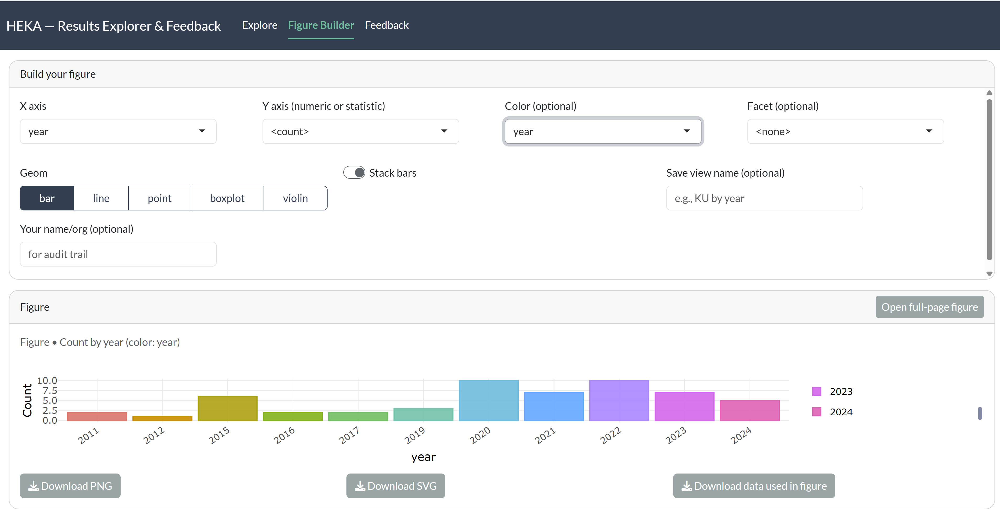 HEKA — Results Explorer & Feedback
Explore
Figure Builder
Feedback
Build your figure
X axis
Y axis (numeric or statistic)
Color (optional)
Facet (optional)
year
<count>
year
<none>
Geom
Stack bars
Save view name (optional)
bar
line
point
boxplot
violin
e.g., KU by year
Your name/org (optional)
for audit trail
Figure
Open full-page figure
Figure • Count by year (color: year)
Count
10.0
7.5
5.0
2.5
0.0
2011
2012
2015
2016
2017
2019
2020
2021
2022
2023
2024
year
2023
2024
Download PNG
Download SVG
Download data used in figure